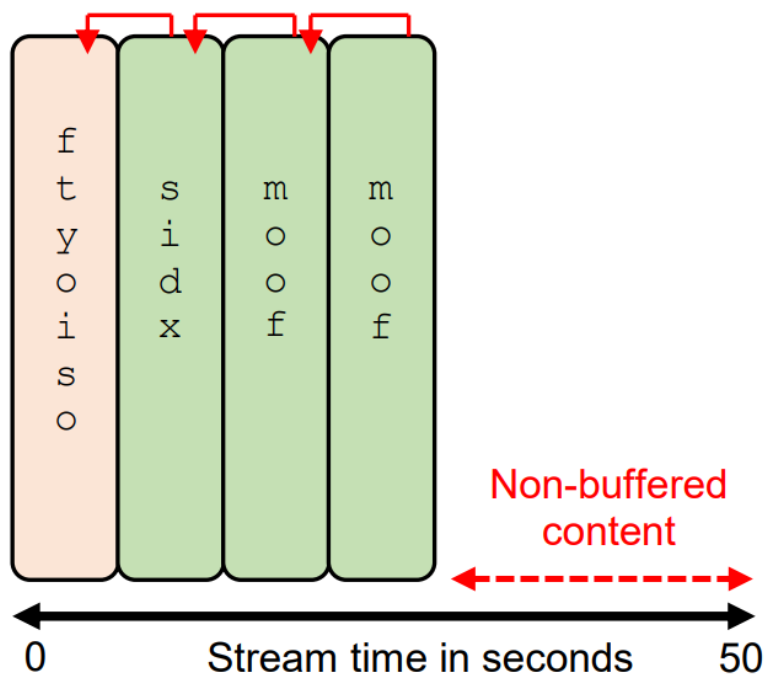 ftyoiso
sidx
moof
moof
Non-buffered
content
0
Stream time in seconds
50